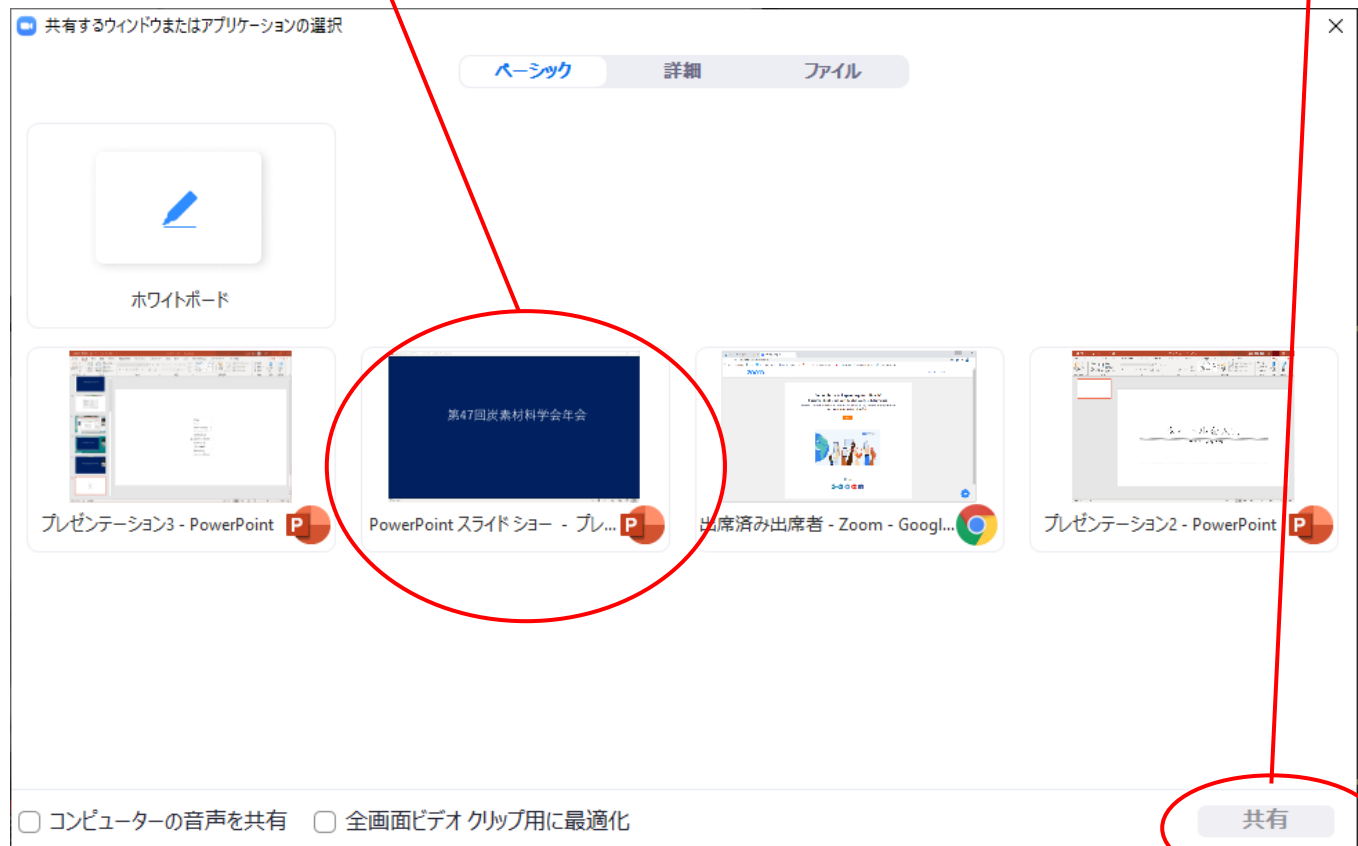 共有するウィンドウまたはアプリケーションの選択
ベーシック 詳細 ファイル
ホワイトボード
第47回炭素材料学会年会
zoom
プレゼンテーション3 - PowerPoint
PowerPoint スライド ショー - プレ...
出席済み出席者 - Zoom - Googl...
プレゼンテーション2 - PowerPoint
コンピューターの音声を共有 全画面ビデオ クリップ用に最適化 共有